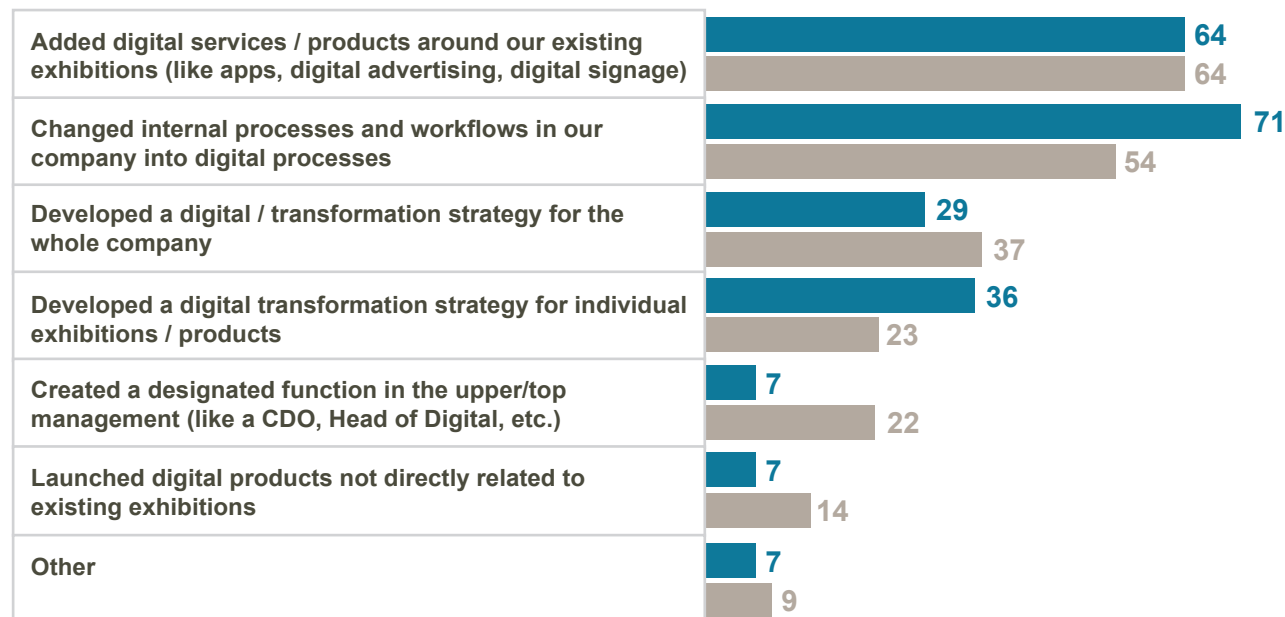 Added digital services / products around our existing
exhibitions (like apps, digital advertising, digital signage)
64
64
Changed internal processes and workflows in our
company into digital processes
71
54
Developed a digital / transformation strategy for the
whole company
29
37
Developed a digital transformation strategy for individual
exhibitions / products
36
23
Created a designated function in the upper/top
management (like a CDO, Head of Digital, etc.)
7
22
Launched digital products not directly related to
existing exhibitions
7
14
Other
7
9